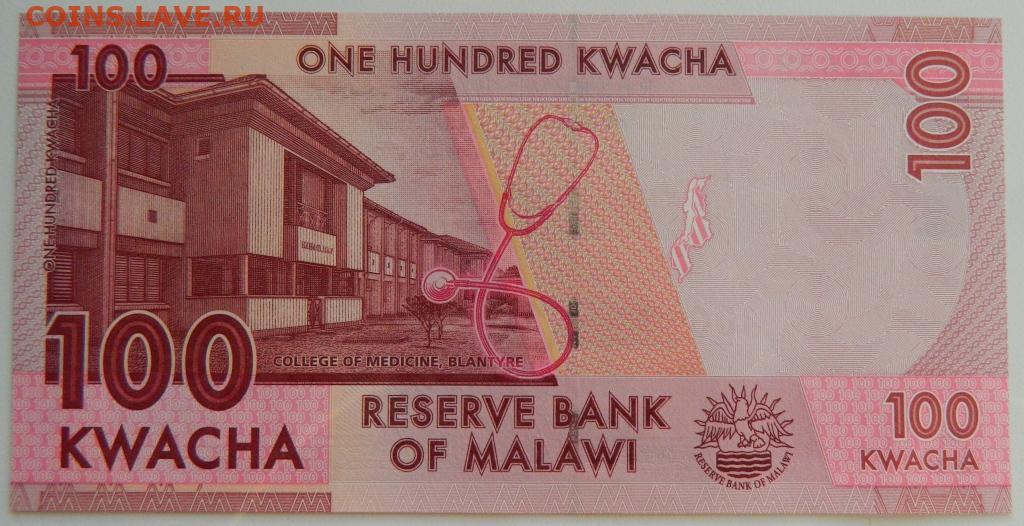 COINS.LAVE.RU
100
ONE HUNDRED KWACHA
100
ONE HUNDRED KWACHA
COLLEGE OF MEDICINE, BLANTYRE
100
KWACHA
RESERVE BANK
OF MALAWI
RESERVE BANK OF MALAWI
100
KWACHA